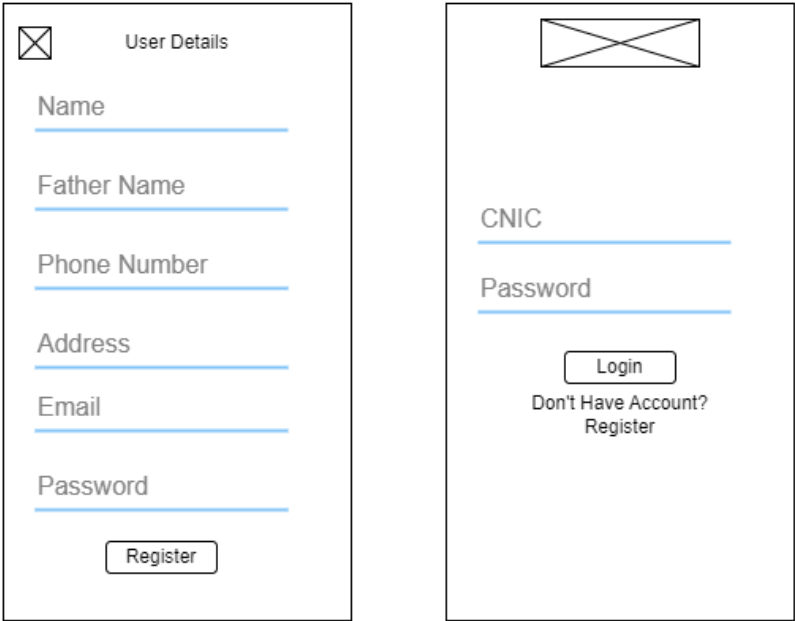 User Details
Name
Father Name
Phone Number
Address
Email
Password
Register
CNIC
Password
Login
Don't Have Account?
Register